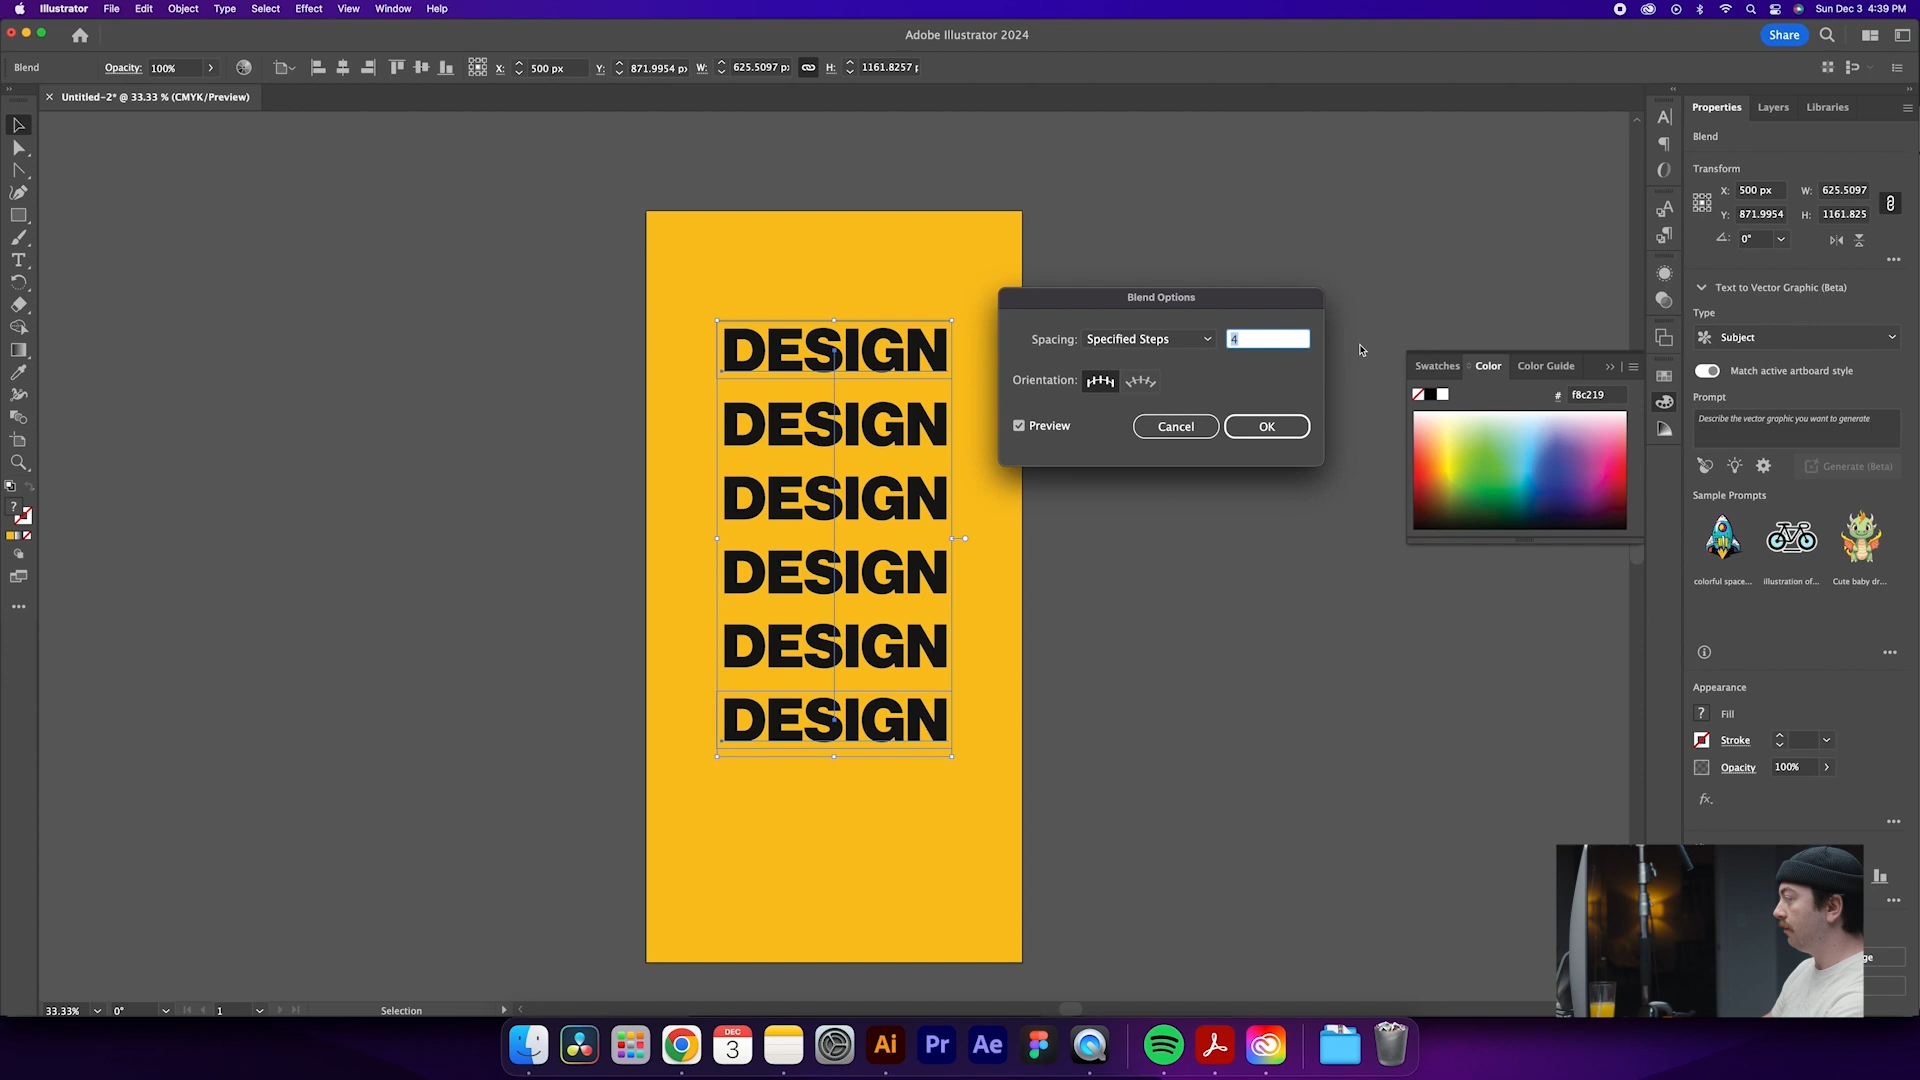 Illustrator File Edit Object Type Select Effect View Window Help
Sun Dec 3 4:39 PM
Adobe Illustrator 2024
Share
Blend
Opacity: 100%
X: 500 px
Y: 871.9954 px
W: 625.5097 px
H: 1161.8257
Untitled-2* @ 33.33 % (CMYK/Preview)
DESIGN
DESIGN
DESIGN
DESIGN
DESIGN
DESIGN
Blend Options
Spacing: Specified Steps 4
Orientation:
Preview
Cancel
OK
Swatches Color Color Guide
# f8c219
Properties Layers Libraries
Blend
Transform
X: 500 px W: 625.5097
Y: 871.9954 H: 1161.825
0°
Text to Vector Graphic (Beta)
Type
Subject
Match active artboard style
Prompt
Describe the vector graphic you want to generate
Generate (Beta)
Sample Prompts
colorful space... illustration of... Cute baby dr...
Appearance
? Fill
Stroke
Opacity 100%
fx.
ge
33.33% 0° 1 Selection
DEC
3
Ai Pr Ae